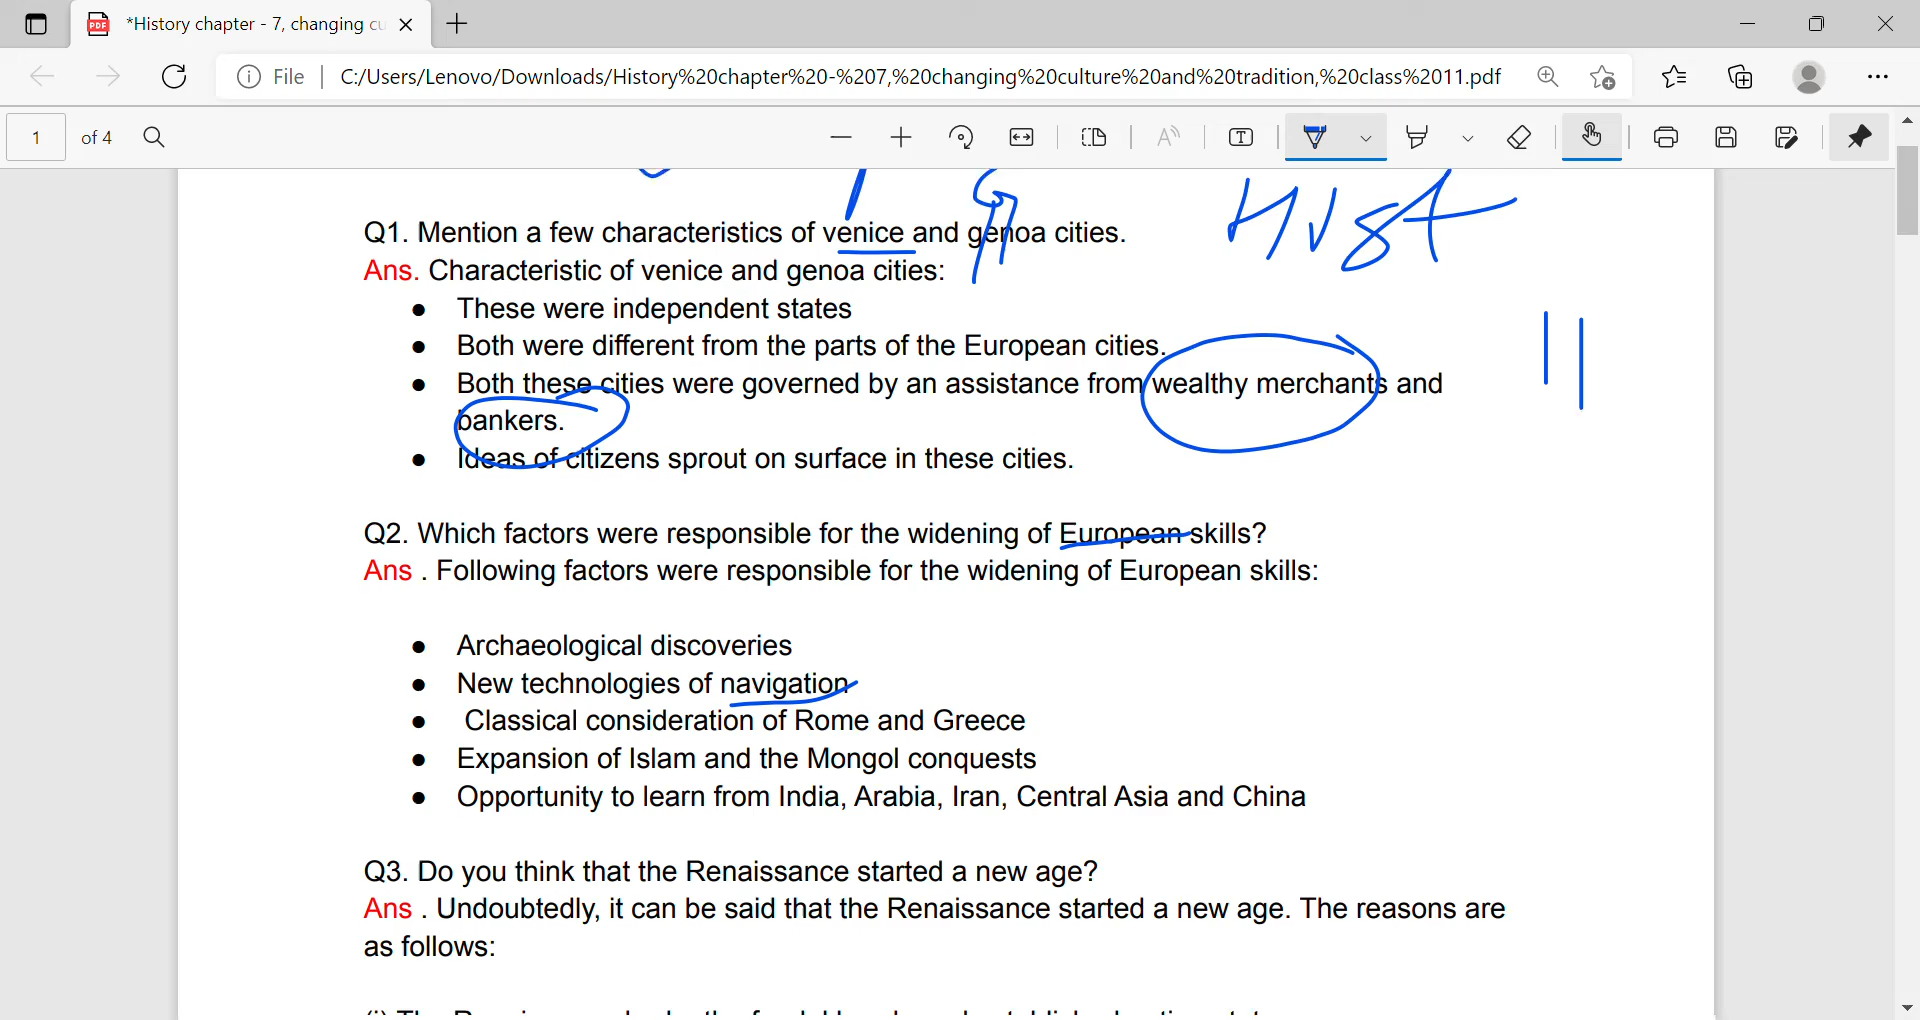 *History chapter - 7, changing cu
File C:/Users/Lenovo/Downloads/History%20chapter%20-%207,%20changing%20culture%20and%20tradition,%20class%2011.pdf
1 of 4
Hist
11
Q1. Mention a few characteristics of venice and genoa cities.
Ans. Characteristic of venice and genoa cities:
● These were independent states
● Both were different from the parts of the European cities.
● Both these cities were governed by an assistance from wealthy merchants and
bankers.
● Ideas of citizens sprout on surface in these cities.
Q2. Which factors were responsible for the widening of European skills?
Ans . Following factors were responsible for the widening of European skills:
● Archaeological discoveries
● New technologies of navigation
● Classical consideration of Rome and Greece
● Expansion of Islam and the Mongol conquests
● Opportunity to learn from India, Arabia, Iran, Central Asia and China
Q3. Do you think that the Renaissance started a new age?
Ans . Undoubtedly, it can be said that the Renaissance started a new age. The reasons are
as follows: